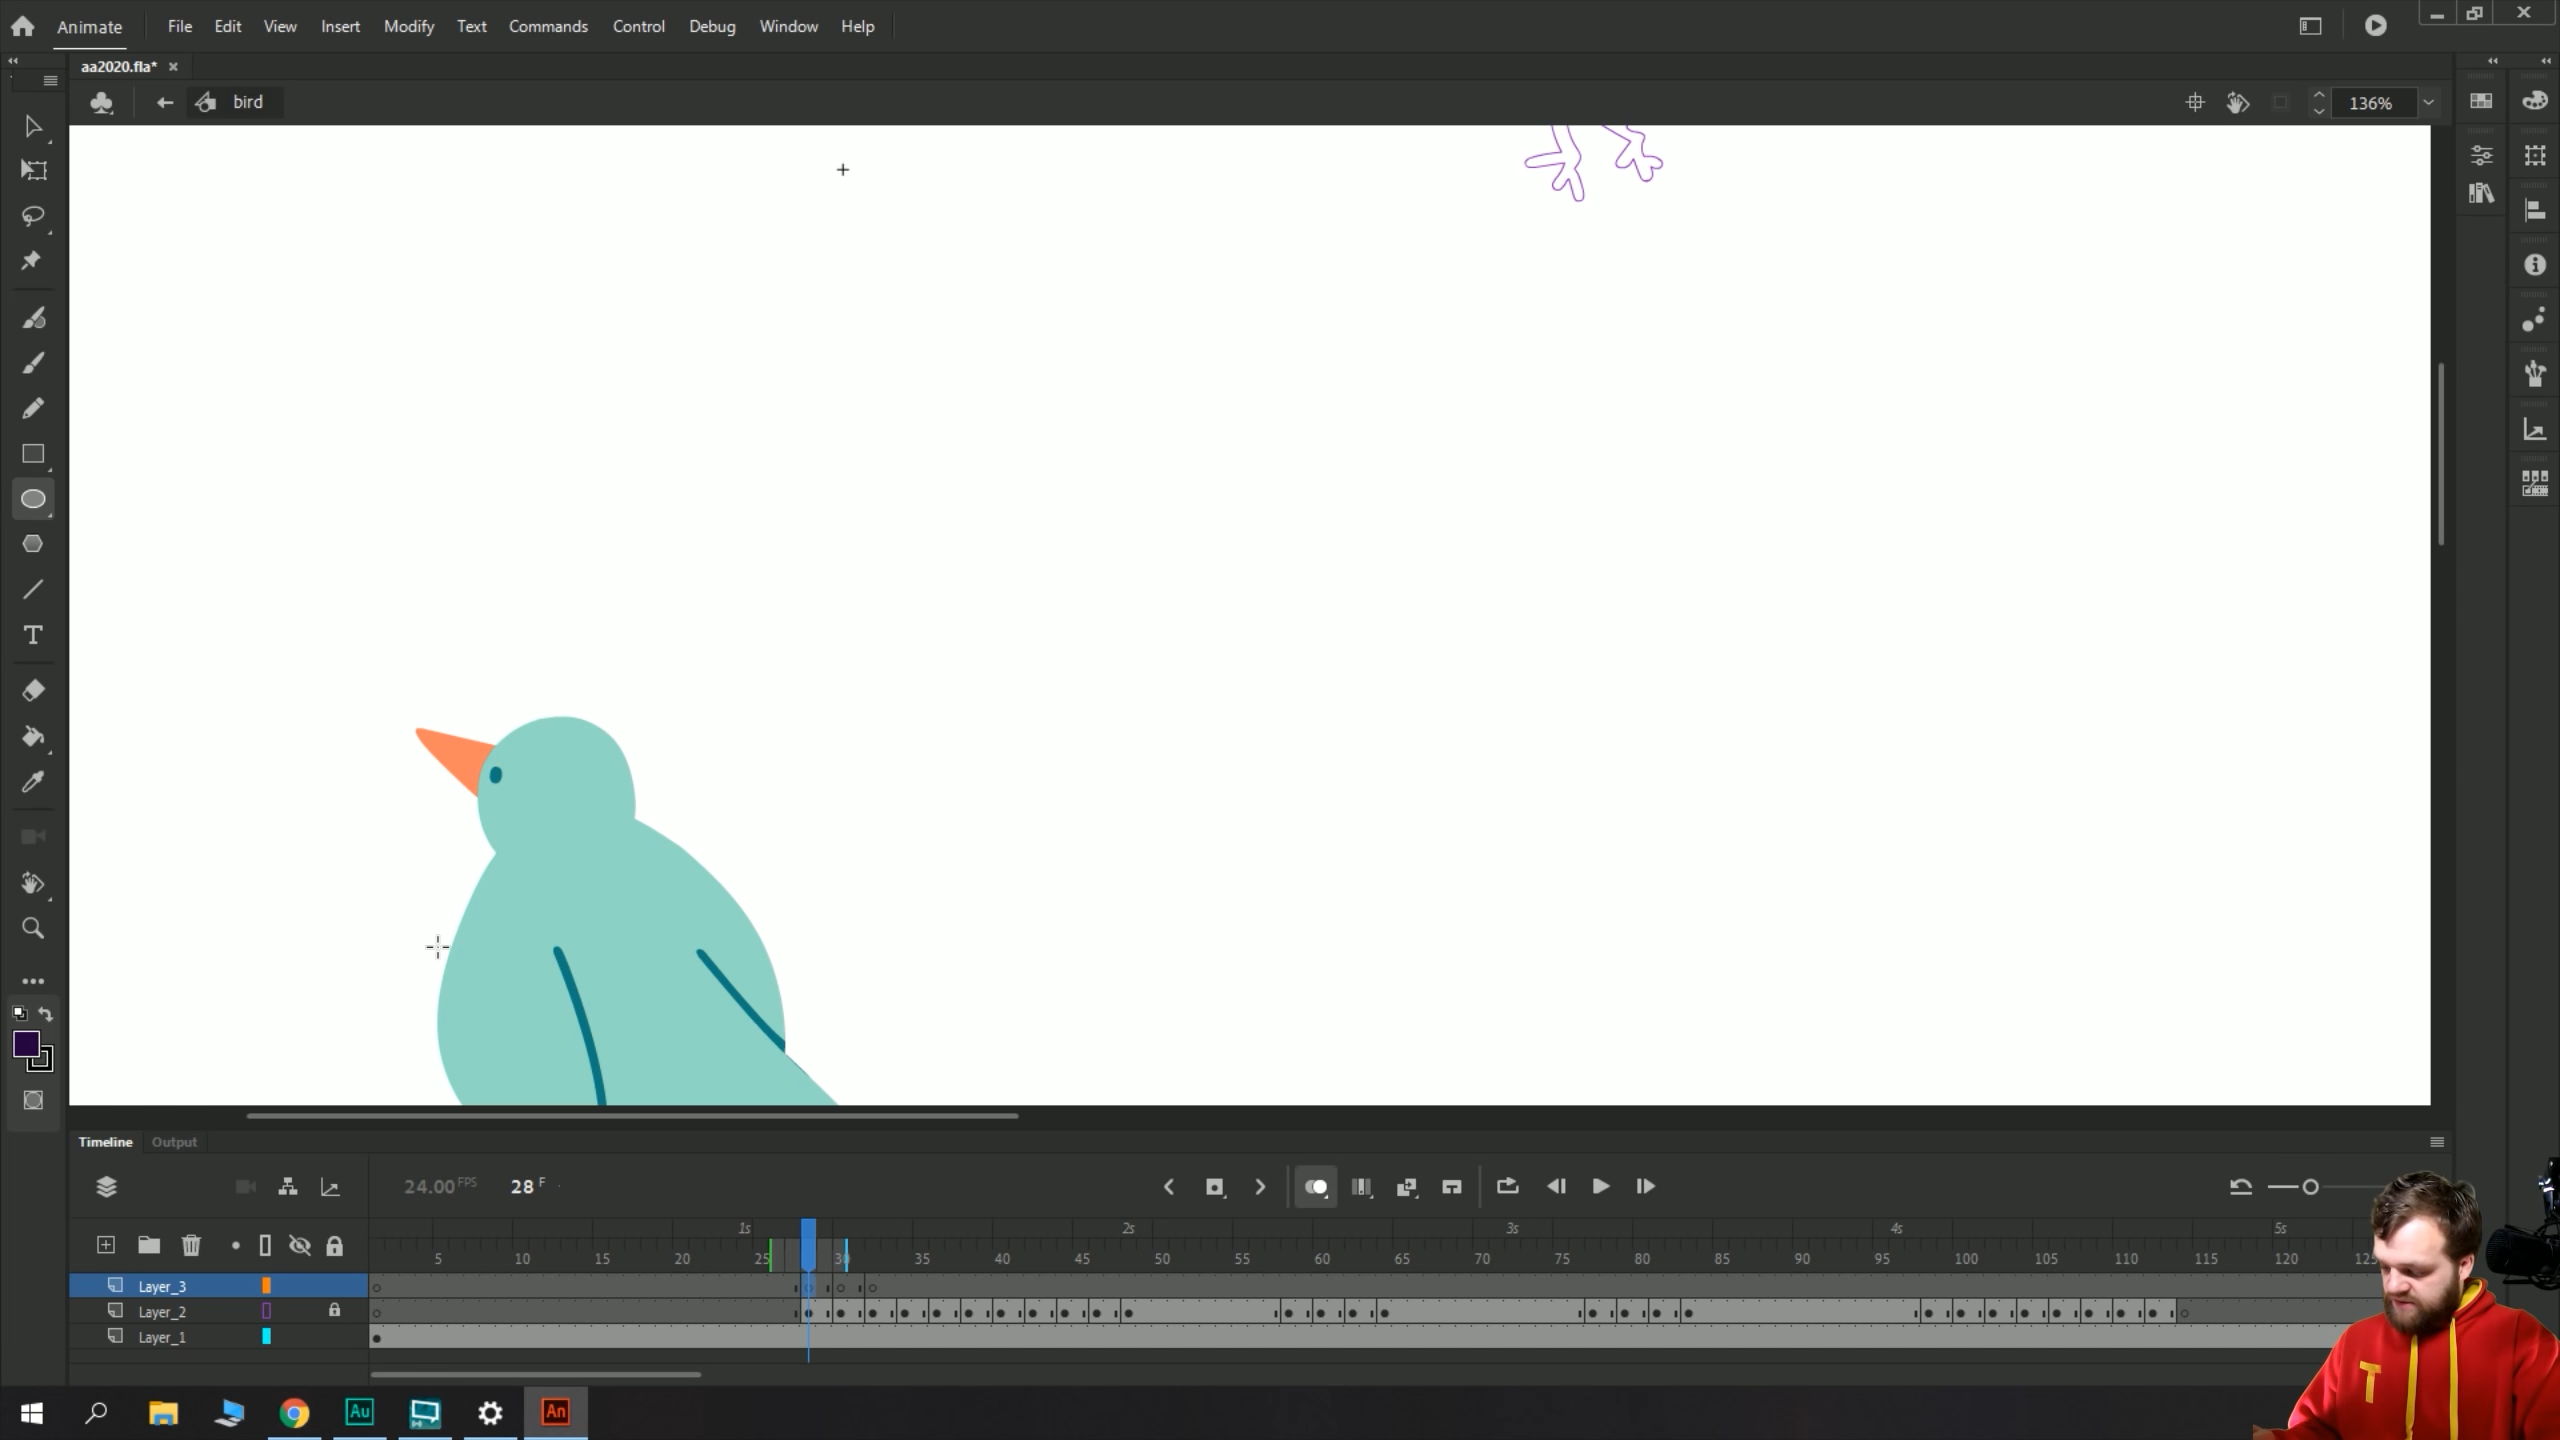 Animate File Edit View Insert Modify Text Commands Control Debug Window Help
aa2020.fla*
bird
136%
T
Timeline Output
24.00 FPS 28 F
1s 2s 3s 4s 5s
5 10 15 20 25 30 35 40 45 50 55 60 65 70 75 80 85 90 95 100 105 110 115 120 125
Layer_3
Layer_2
Layer_1
T
Au An